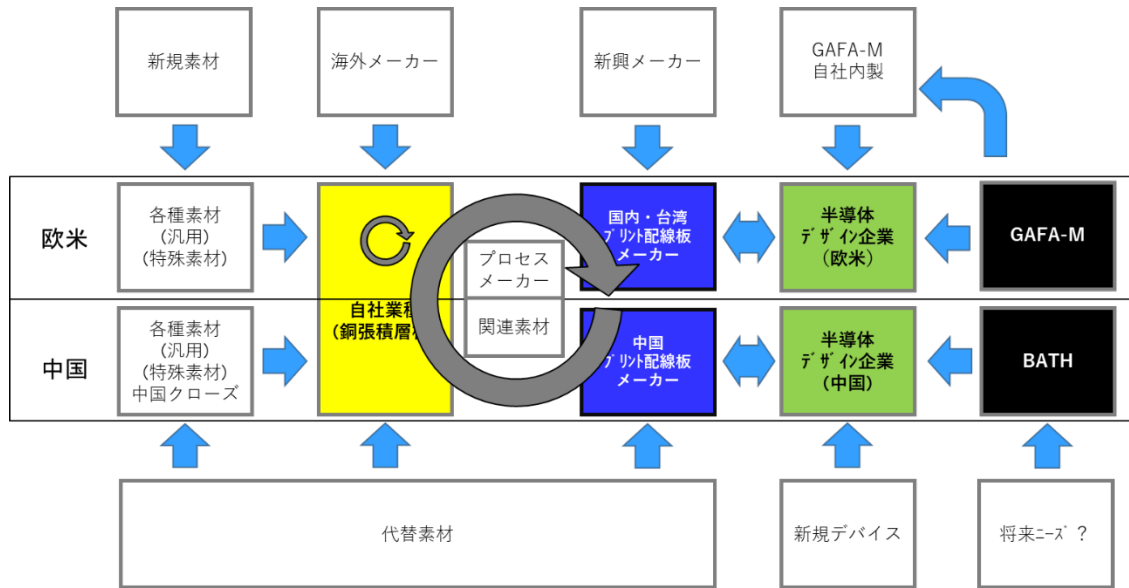 新規素材
海外メーカー
新興メーカー
GAFA-M
自社内製
欧米
各種素材
(汎用)
(特殊素材)
プロセス
メーカー
国内・台湾
プリント配線板
メーカー
半導体
デザイン企業
(欧米)
GAFA-M
中国
各種素材
(汎用)
(特殊素材)
中国クローズ
自社業種
(銅張積層
関連素材
中国
プリント配線板
メーカー
半導体
デザイン企業
(中国)
BATH
代替素材
新規デバイス
将来ニーズ？